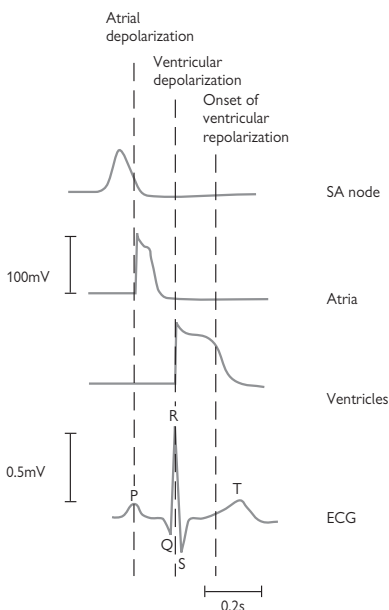 Atrial
depolarization
Ventricular
depolarization
Onset of
ventricular
repolarization
SA node
100mV
Atria
Ventricles
R
0.5mV
P
T
ECG
Q
S
0.2s